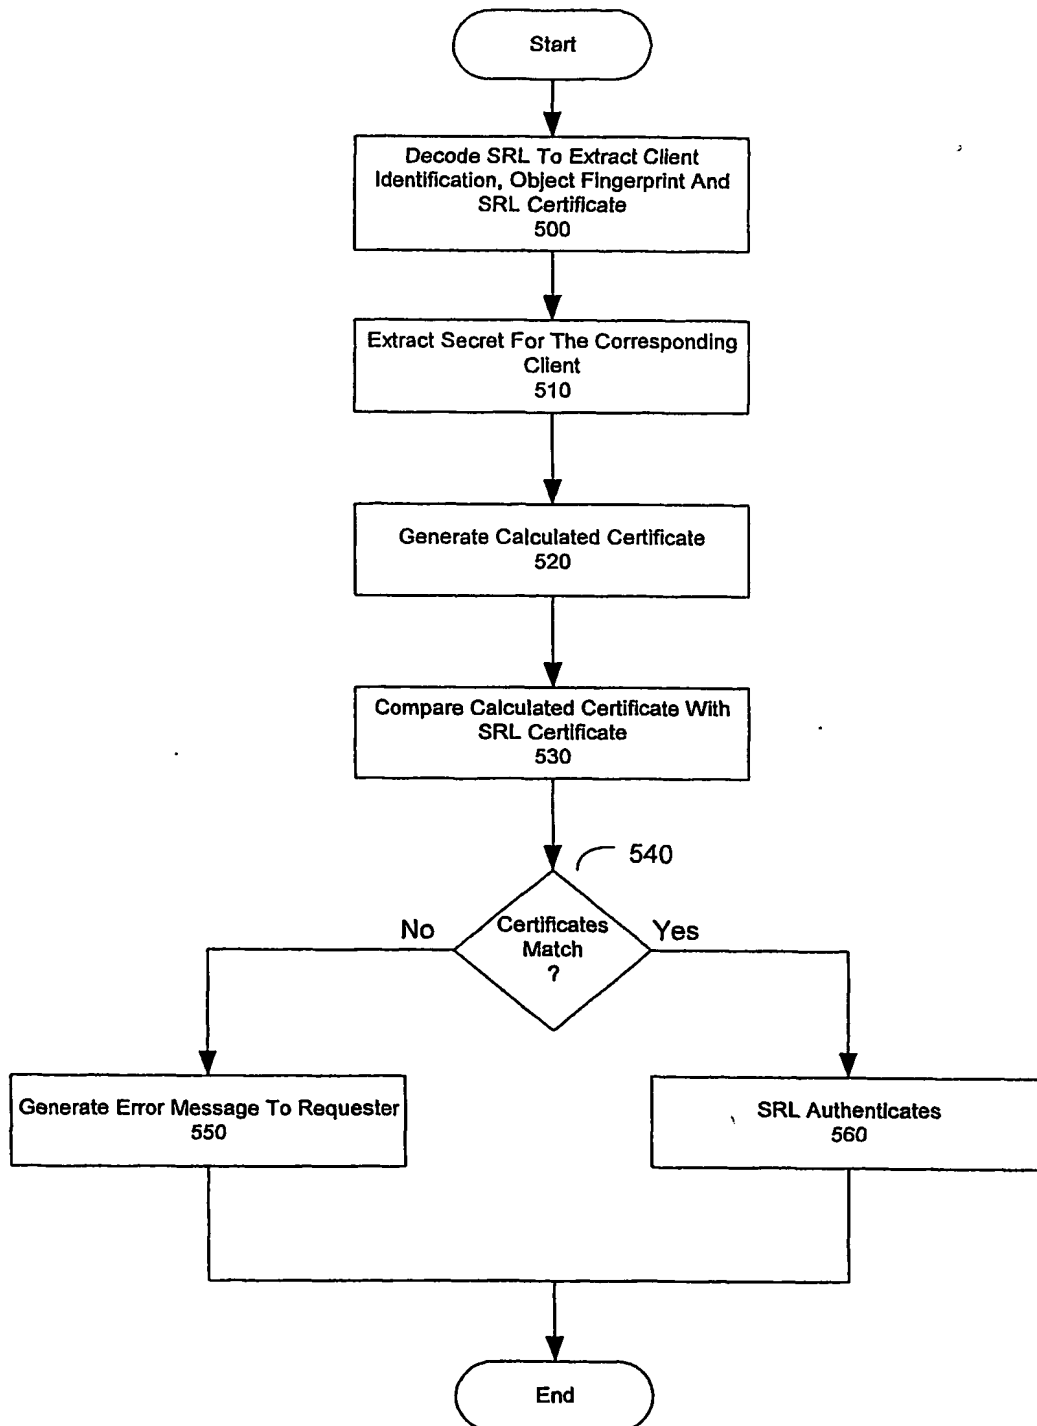 Start
Decode SRL To Extract Client
Identification, Object Fingerprint And
SRL Certificate
500
Extract Secret For The Corresponding
Client
510
Generate Calculated Certificate
520
Compare Calculated Certificate With
SRL Certificate
530
540
No
Certificates
Match
?
Yes
Generate Error Message To Requester
550
SRL Authenticates
560
End